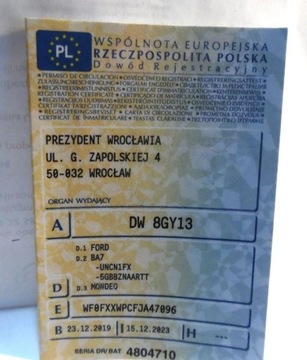 PL
WSPÓLNOTA EUROPEJSKA
RZECZPOSPOLITA POLSKA
Dowód Rejestracyjny
PREZYDENT WROCŁAWIA
UL. G. ZAPOLSKIEJ 4
50-032 WROCŁAW
ORGAN WYDAJĄCY
A DW 8GY13
D.1 FORD
D.2 BA7
-UNCN1FX
-5GBBZNAARTT
D D.3 MONDEO
E WF0FXXWPCFJA47096
B 23.12.2019 I 15.12.2023 H ---
SERIA DR/BAT 4804710